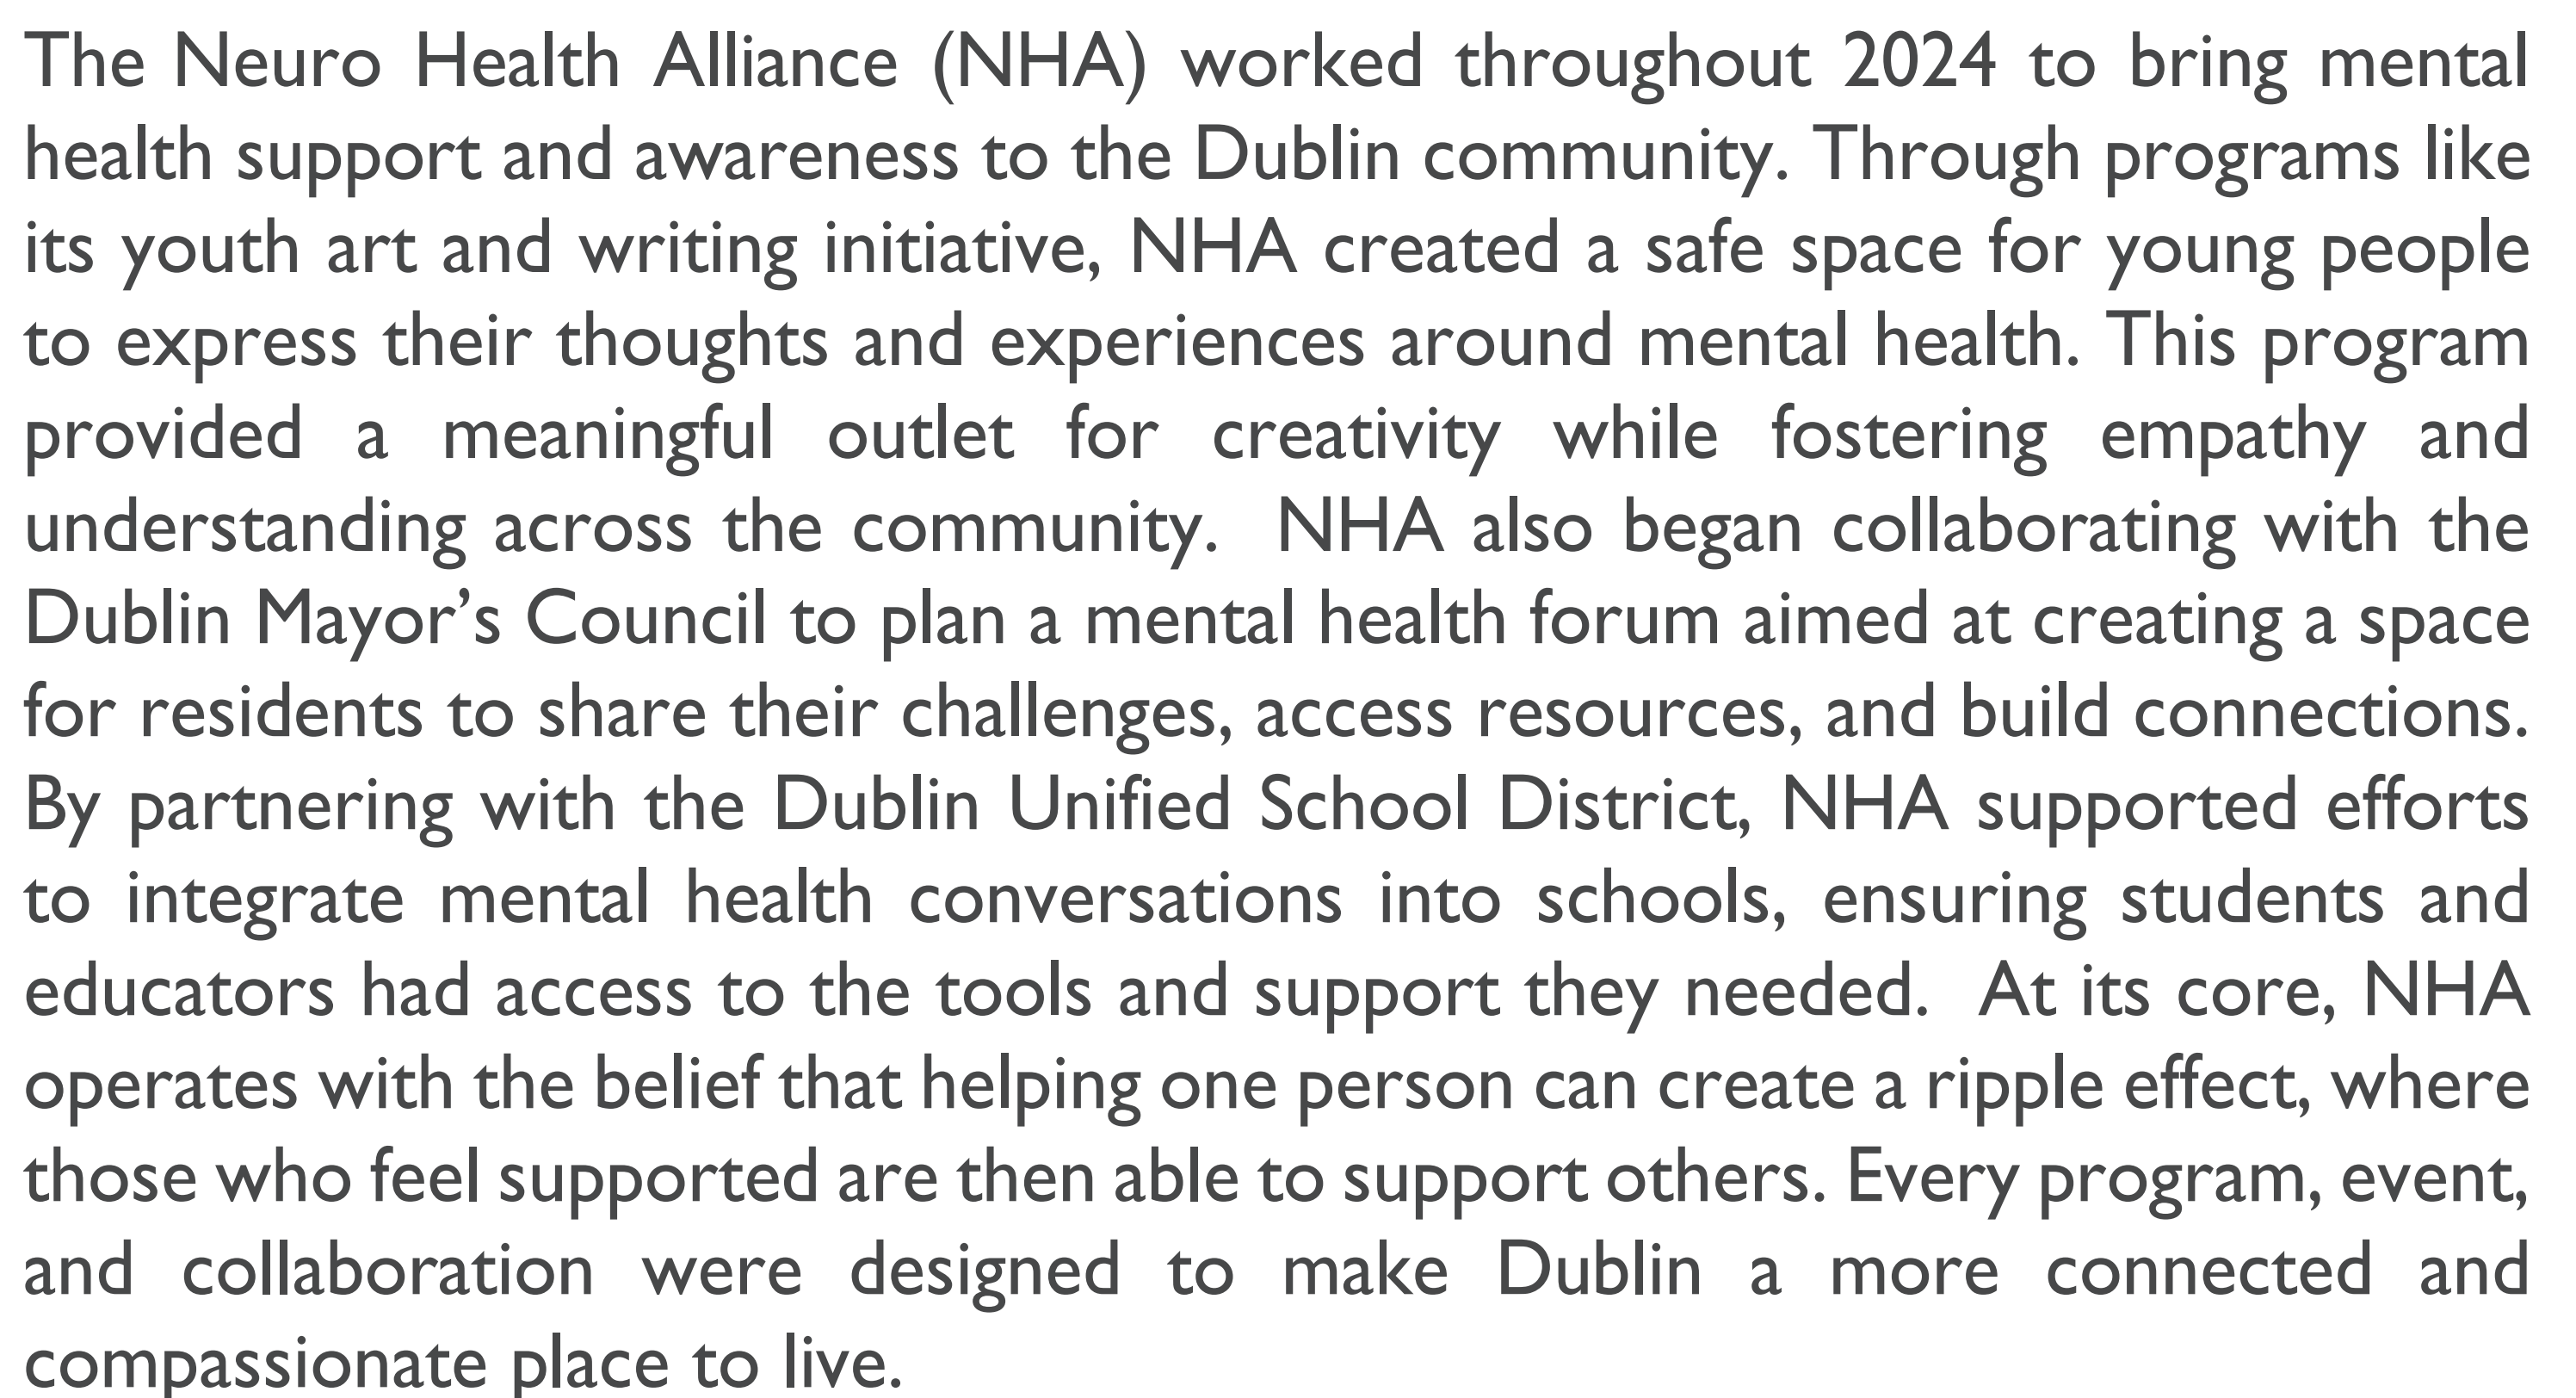 The Neuro Health Alliance (NHA) worked throughout 2024 to bring mental
health support and awareness to the Dublin community. Through programs like
its youth art and writing initiative, NHA created a safe space for young people
to express their thoughts and experiences around mental health. This program
provided a meaningful outlet for creativity while fostering empathy and
understanding across the community.  NHA also began collaborating with the
Dublin Mayor’s Council to plan a mental health forum aimed at creating a space
for residents to share their challenges, access resources, and build connections.
By partnering with the Dublin Unified School District, NHA supported efforts
to integrate mental health conversations into schools, ensuring students and
educators had access to the tools and support they needed.  At its core, NHA
operates with the belief that helping one person can create a ripple effect, where
those who feel supported are then able to support others. Every program, event,
and collaboration were designed to make Dublin a more connected and
compassionate place to live.